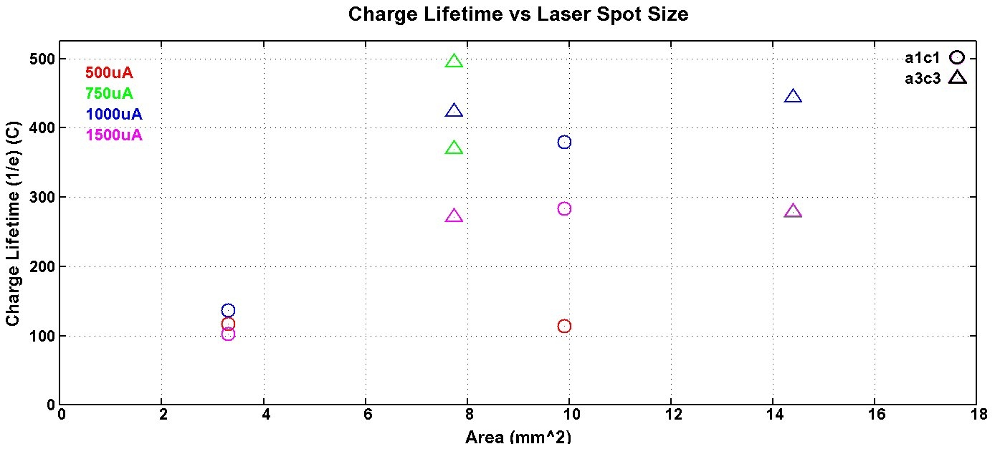 Charge Lifetime vs Laser Spot Size
500uA
750uA
1000uA
1500uA
a1c1
a3c3
Charge Lifetime (1/e) (C)
500
400
300
200
100
0
0 2 4 6 8 10 12 14 16 18
Area (mm^2)